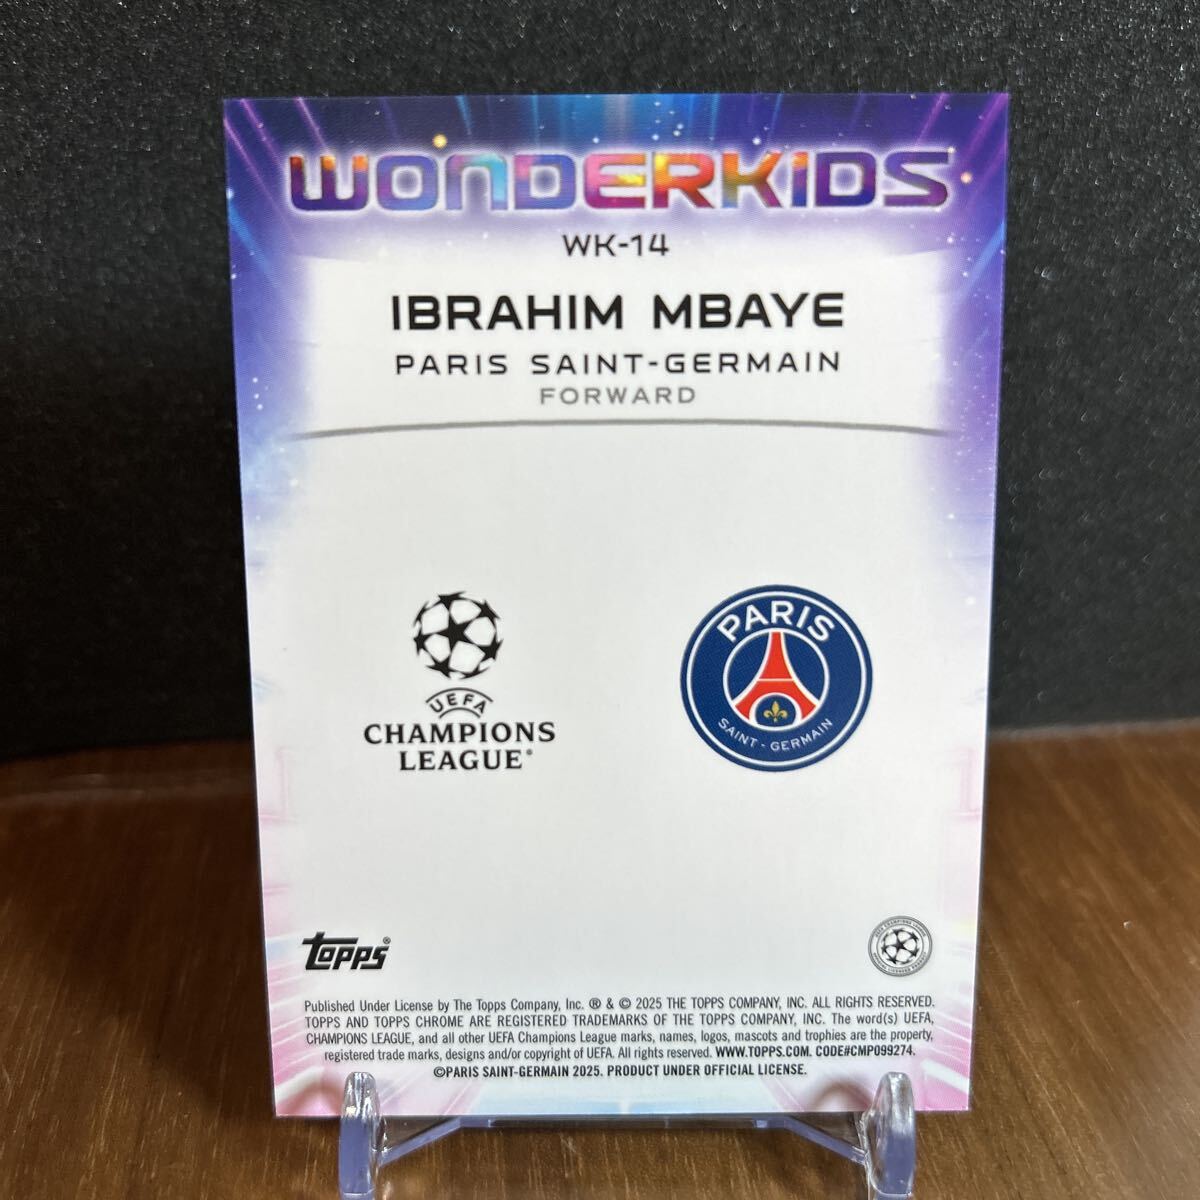 WONDERKIDS
WK-14
IBRAHIM MBAYE
PARIS SAINT-GERMAIN
FORWARD
UEFA
CHAMPIONS
LEAGUE®
PARIS
SAINT-GERMAIN
TOPPS®
Published Under License by The Topps Company, Inc. ® & © 2025 THE TOPPS COMPANY, INC. ALL RIGHTS RESERVED.
TOPPS AND TOPPS CHROME ARE REGISTERED TRADEMARKS OF THE TOPPS COMPANY, INC. The word(s) UEFA,
CHAMPIONS LEAGUE, and all other UEFA Champions League marks, names, logos, mascots and trophies are the property,
registered trade marks, designs and/or copyright of UEFA. All rights reserved. WWW.TOPPS.COM. CODE#CMP099274.
©PARIS SAINT-GERMAIN 2025. PRODUCT UNDER OFFICIAL LICENSE.